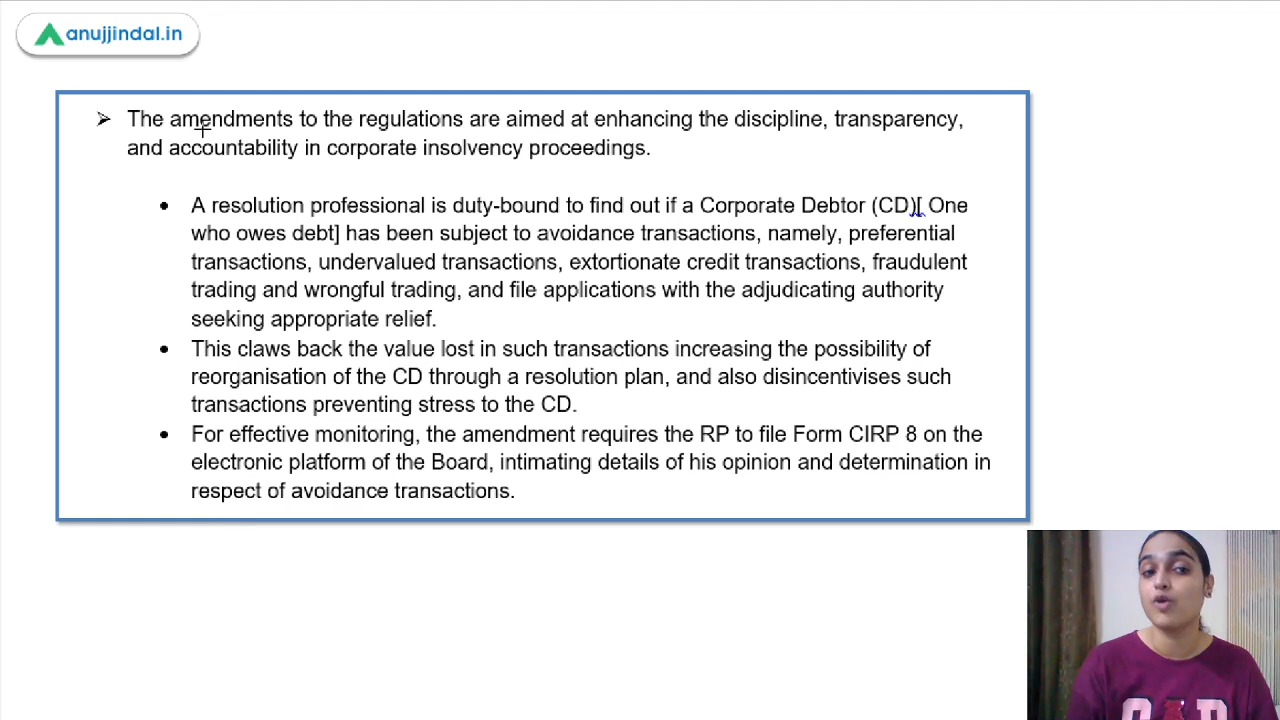 anujjindal.in
The amendments to the regulations are aimed at enhancing the discipline, transparency,
and accountability in corporate insolvency proceedings.
A resolution professional is duty-bound to find out if a Corporate Debtor (CD)[ One
who owes debt] has been subject to avoidance transactions, namely, preferential
transactions, undervalued transactions, extortionate credit transactions, fraudulent
trading and wrongful trading, and file applications with the adjudicating authority
seeking appropriate relief.
This claws back the value lost in such transactions increasing the possibility of
reorganisation of the CD through a resolution plan, and also disincentivises such
transactions preventing stress to the CD.
For effective monitoring, the amendment requires the RP to file Form CIRP 8 on the
electronic platform of the Board, intimating details of his opinion and determination in
respect of avoidance transactions.